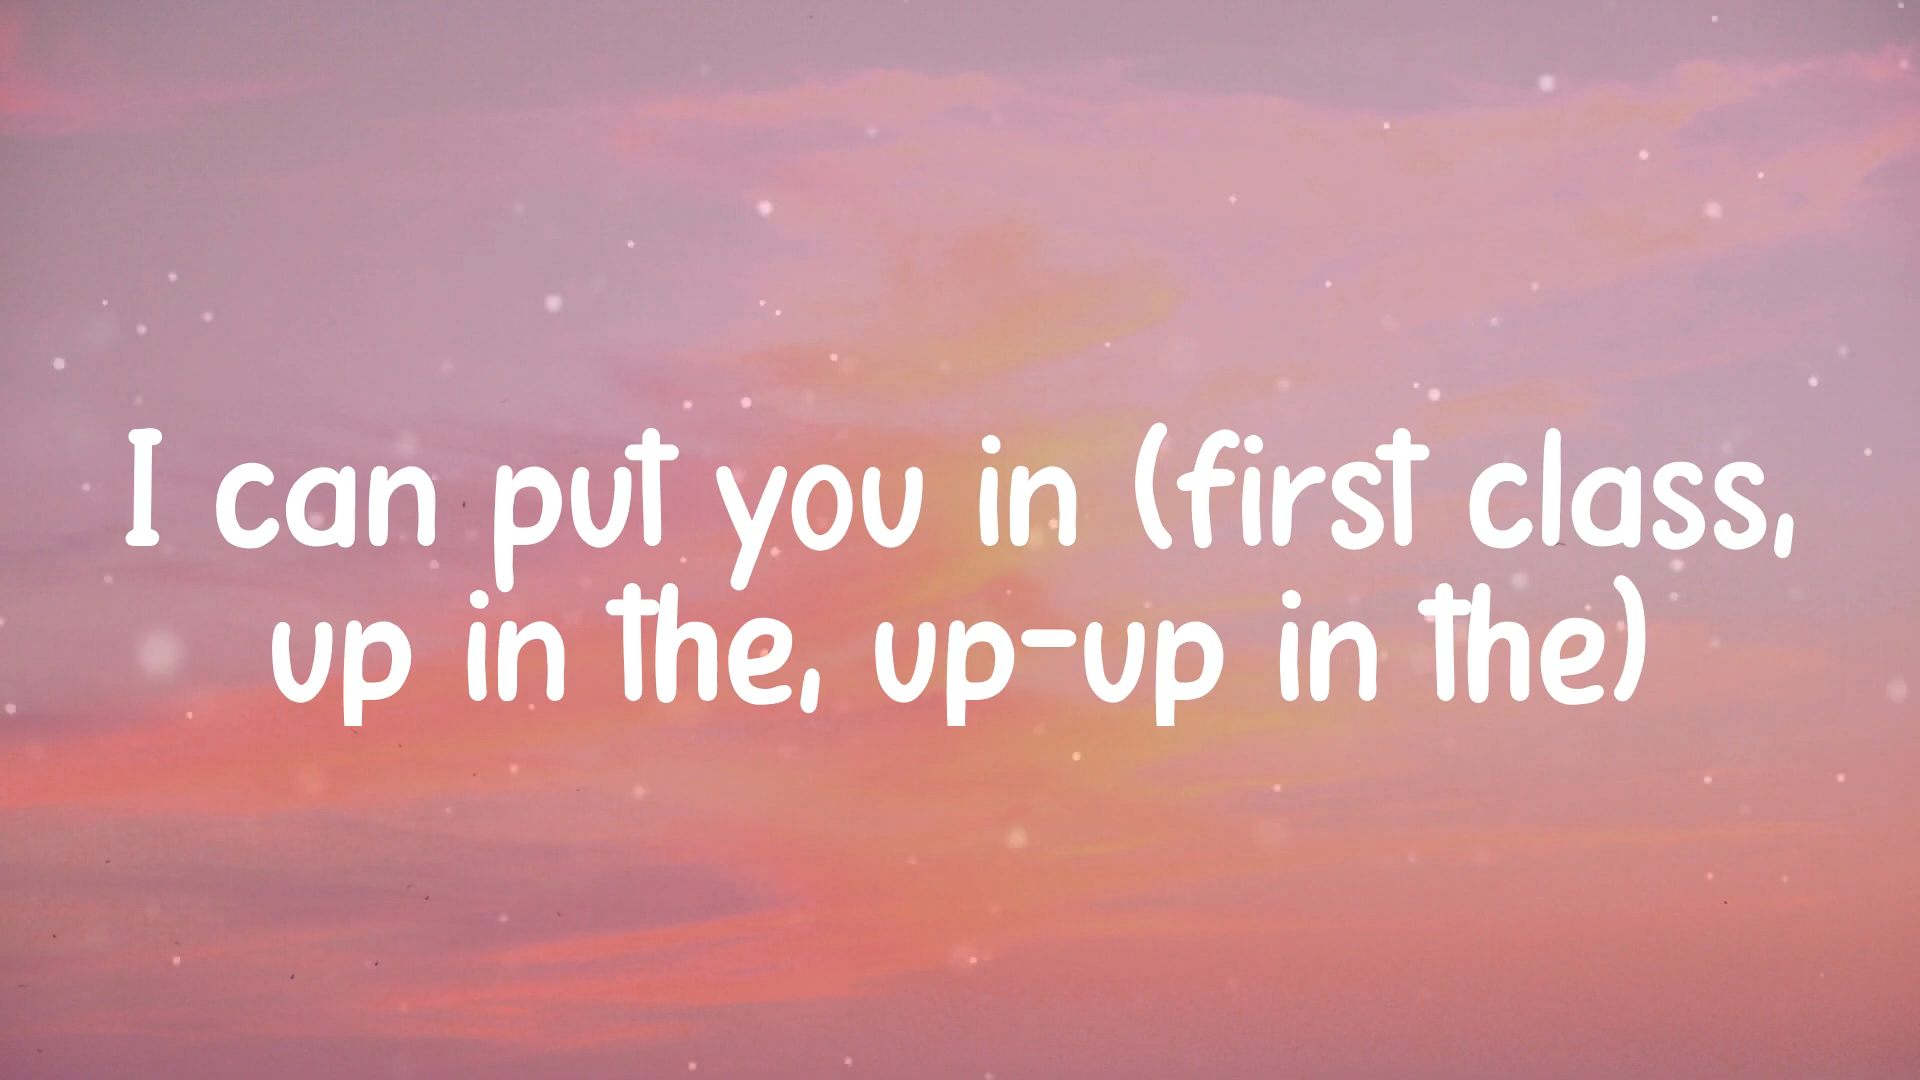 I can put you in (first class,
up in the, up-up in the)